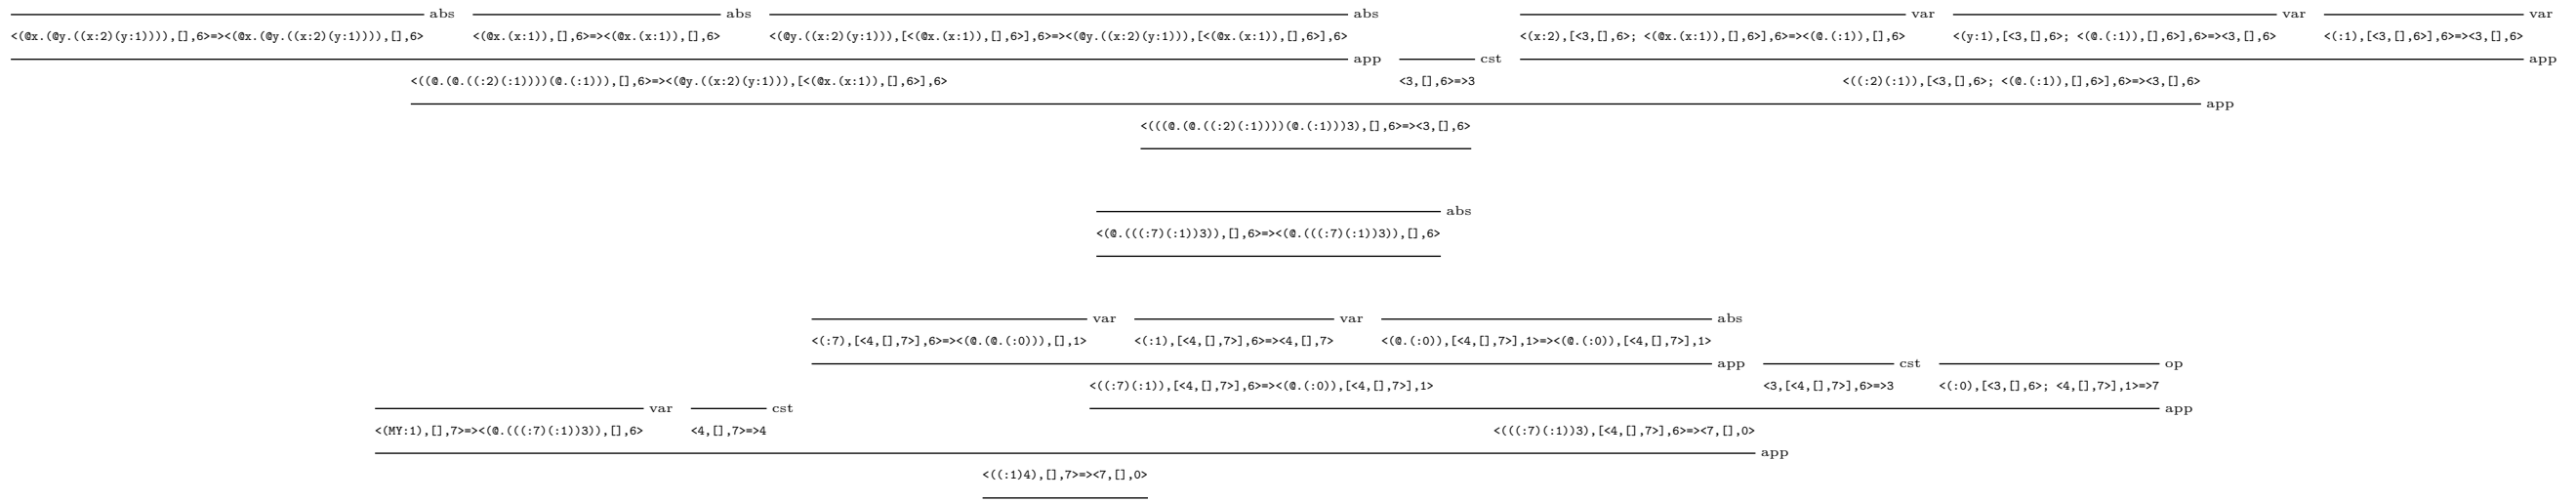 abs abs abs var var var
<(@x.(@y.((x:2)(y:1)))),[],6>=><(@x.(@y.((x:2)(y:1)))),[],6> <(@x.(x:1)),[],6>=><(@x.(x:1)),[],6> <(@y.((x:2)(y:1))),[<(@x.(x:1)),[],6>],6>=><(@y.((x:2)(y:1))),[<(@x.(x:1)),[],6>],6> <(x:2),[<3,[],6>; <(@x.(x:1)),[],6>],6>=><(@.(:1)),[],6> <(y:1),[<3,[],6>; <(@.(:1)),[],6>],6>=><3,[],6> <(:1),[<3,[],6>],6>=><3,[],6>
app cst app
<((@.(@.((:2)(:1))))(@.(:1))),[],6>=><(@y.((x:2)(y:1))),[<(@x.(x:1)),[],6>],6> <3,[],6>=>3 <((:2)(:1)),[<3,[],6>; <(@.(:1)),[],6>],6>=><3,[],6>
app
<(((@.(@.((:2)(:1))))(@.(:1)))3),[],6>=><3,[],6>
abs
<(@.(((:7)(:1))3)),[],6>=><(@.(((:7)(:1))3)),[],6>
var var abs
<(:7),[<4,[],7>],6>=><(@.(@.(:0))),[],1> <(:1),[<4,[],7>],6>=><4,[],7> <(@.(:0)),[<4,[],7>],1>=><(@.(:0)),[<4,[],7>],1>
app cst op
<((:7)(:1)),[<4,[],7>],6>=><(@.(:0)),[<4,[],7>],1> <3,[<4,[],7>],6>=>3 <(:0),[<3,[],6>; <4,[],7>],1>=>7
var cst app
<(MY:1),[],7>=><(@.(((:7)(:1))3)),[],6> <4,[],7>=>4 <(((:7)(:1))3),[<4,[],7>],6>=><7,[],0>
app
<((:1)4),[],7>=><7,[],0>